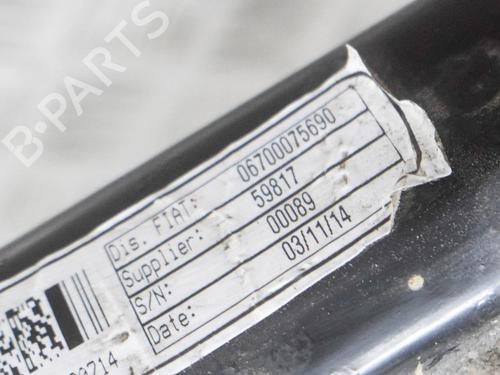 B-PARTS
Dis. FIAT: 06700075690
Supplier: 59817
S/N: 00089
Date: 03/11/14